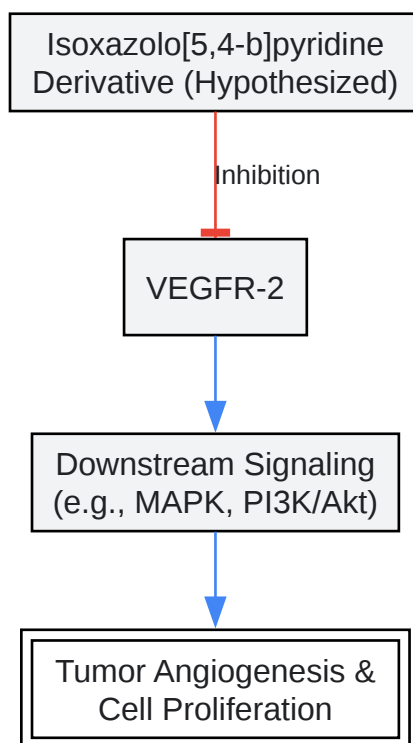 Isoxazolo[5,4-b]pyridine
Derivative (Hypothesized)
Inhibition
VEGFR-2
Downstream Signaling
(e.g., MAPK, PI3K/Akt)
Tumor Angiogenesis &
Cell Proliferation